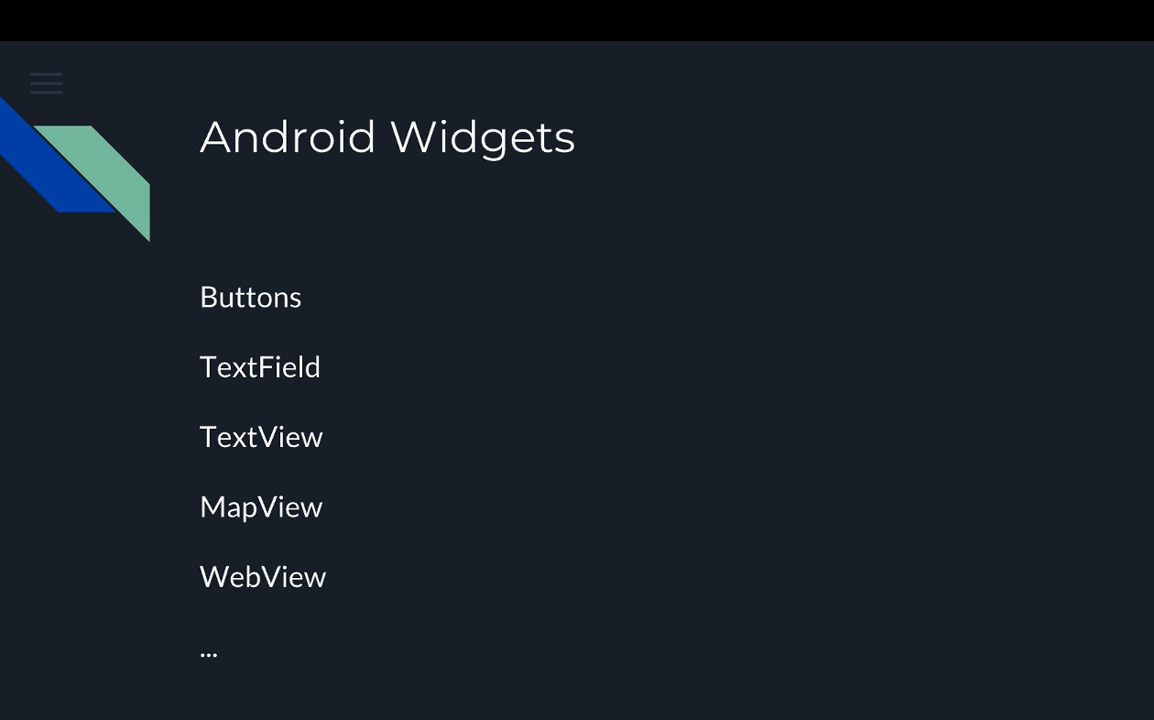 Android Widgets
Buttons
TextField
TextView
MapView
WebView
...